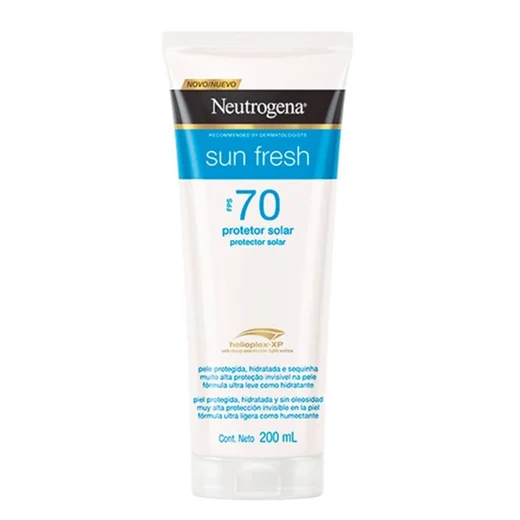 NOVO/NUEVO
Neutrogena®
RECOMMENDED BY DERMATOLOGISTS
sun fresh
FPS 70
protetor solar
protector solar
helioplex·XP
pele protegida, hidratada e sequinha
muito alta proteção invisível na pele
fórmula ultra leve como hidratante
piel protegida, hidratada y sin oleosidad
muy alta protección invisible en la piel
fórmula ultra ligera como humectante
Cont. Neto 200 mL